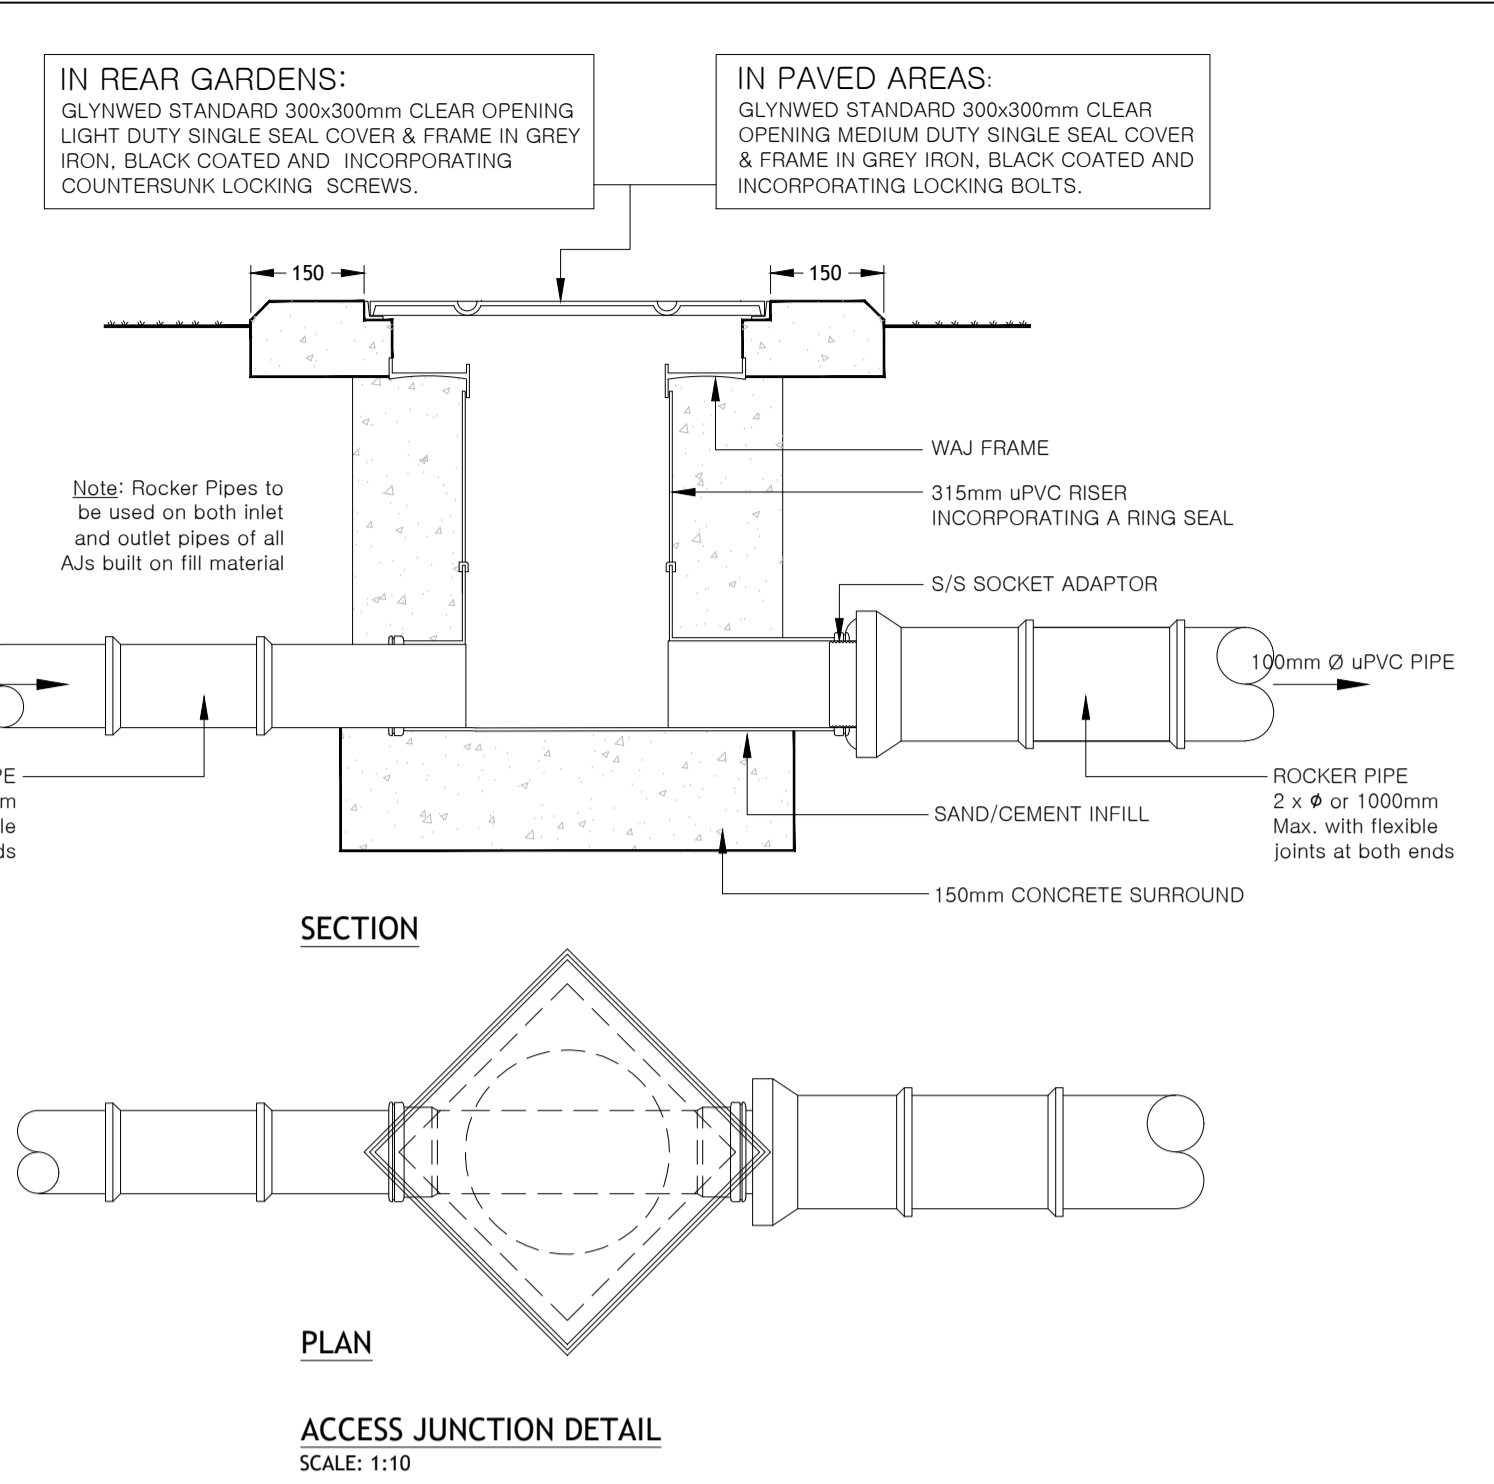 IN REAR GARDENS:
GLYNWED STANDARD 300x300mm CLEAR OPENING
LIGHT DUTY SINGLE SEAL COVER & FRAME IN GREY
IRON, BLACK COATED AND INCORPORATING
COUNTERSUNK LOCKING SCREWS.
IN PAVED AREAS:
GLYNWED STANDARD 300x300mm CLEAR
OPENING MEDIUM DUTY SINGLE SEAL COVER
& FRAME IN GREY IRON, BLACK COATED AND
INCORPORATING LOCKING BOLTS.
150
150
WAJ FRAME
315mm uPVC RISER
INCORPORATING A RING SEAL
Note: Rocker Pipes to
be used on both inlet
and outlet pipes of all
AJs built on fill material
S/S SOCKET ADAPTOR
100mm Ø uPVC PIPE
PE
m
le
ds
ROCKER PIPE
2 x Ø or 1000mm
Max. with flexible
joints at both ends
SAND/CEMENT INFILL
150mm CONCRETE SURROUND
SECTION
PLAN
ACCESS JUNCTION DETAIL
SCALE: 1:10